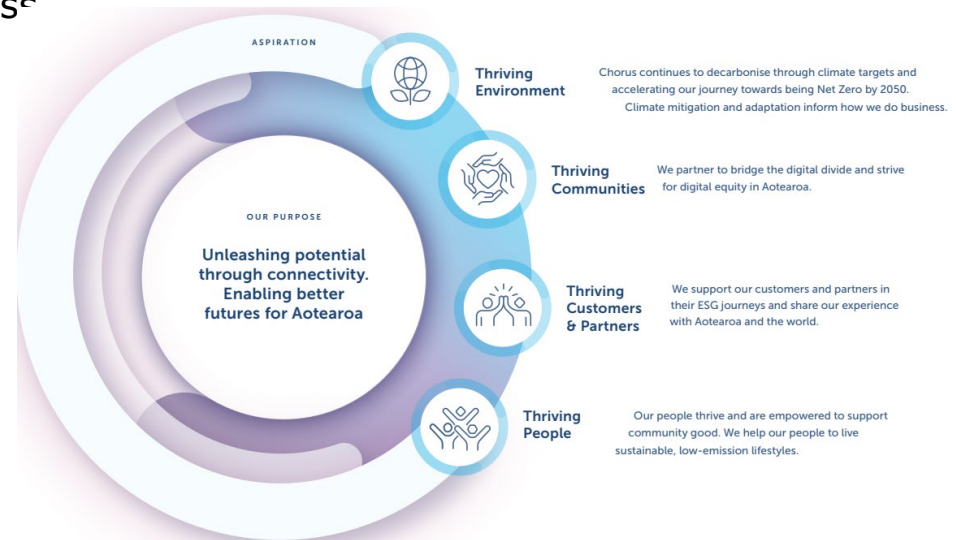 ASPIRATION
Thriving
Environment
Chorus continues to decarbonise through climate targets and
accelerating our journey towards being Net Zero by 2050.
Climate mitigation and adaptation inform how we do business.
Thriving
Communities
We partner to bridge the digital divide and strive
for digital equity in Aotearoa.
OUR PURPOSE
Unleashing potential
through connectivity.
Enabling better
futures for Aotearoa
Thriving
Customers
& Partners
We support our customers and partners in
their ESG journeys and share our experience
with Aotearoa and the world.
Thriving
People
Our people thrive and are empowered to support
community good. We help our people to live
sustainable, low-emission lifestyles.